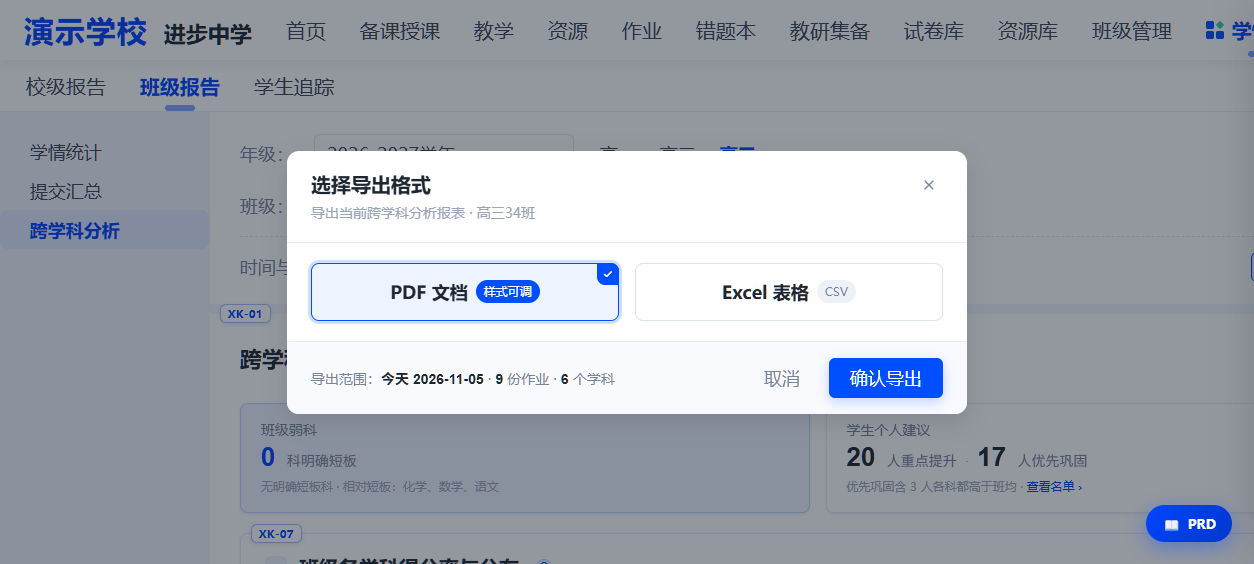 演示学校 进步中学 首页 备课授课 教学 资源 作业 错题本 教研集备 试卷库 资源库 班级管理
校级报告 班级报告 学生追踪
学情统计
提交汇总
跨学科分析
年级：
班级：
选择导出格式 ×
导出当前跨学科分析报表 · 高三34班
PDF 文档 样式可调 Excel 表格 CSV
导出范围： 今天 2026-11-05 · 9 份作业 · 6 个学科 取消 确认导出
XK-01
班级弱科
0 科明确短板
无明确短板科 · 相对短板：化学、数学、语文
学生个人建议
20 人重点提升 · 17 人优先巩固
优先巩固含 3 人各科都高于班均 · 查看名单 ›
XK-07
PRD